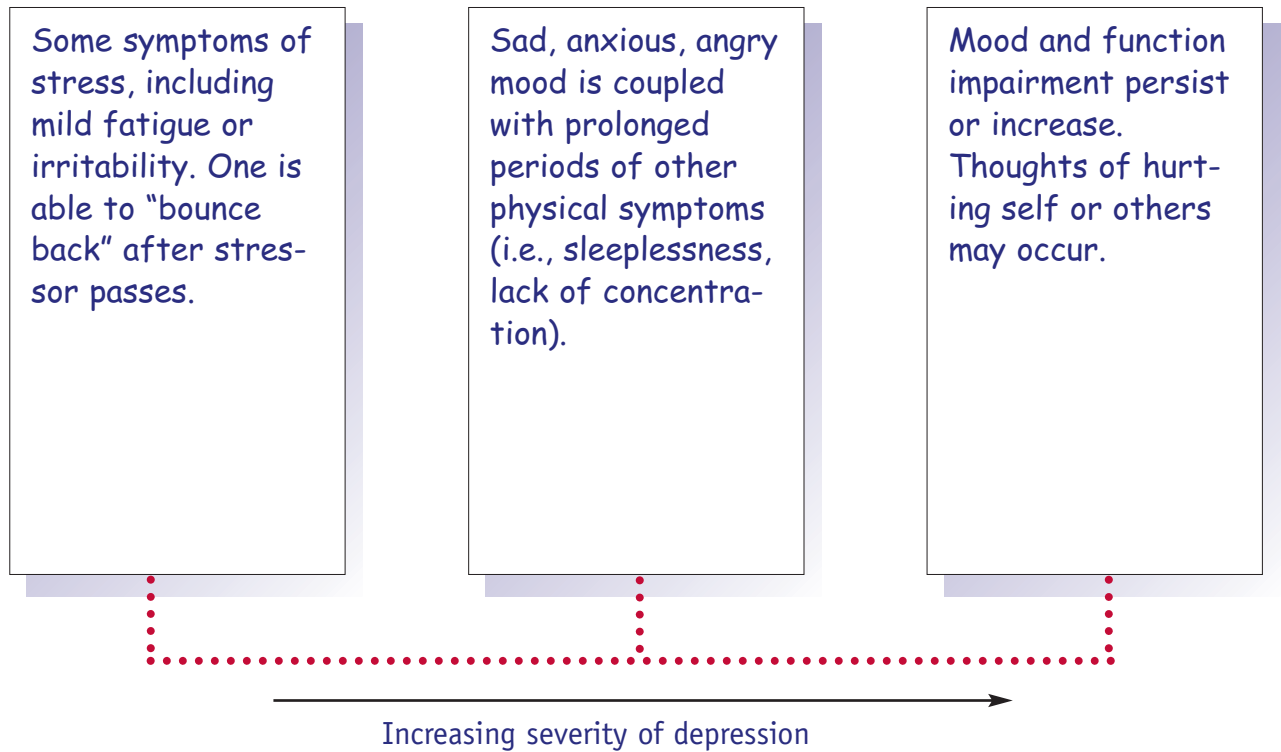 Some symptoms of
stress, including
mild fatigue or
irritability. One is
able to “bounce
back” after stres-
sor passes.
Sad, anxious, angry
mood is coupled
with prolonged
periods of other
physical symptoms
(i.e., sleeplessness,
lack of concentra-
tion).
Mood and function
impairment persist
or increase.
Thoughts of hurt-
ing self or others
may occur.
Increasing severity of depression